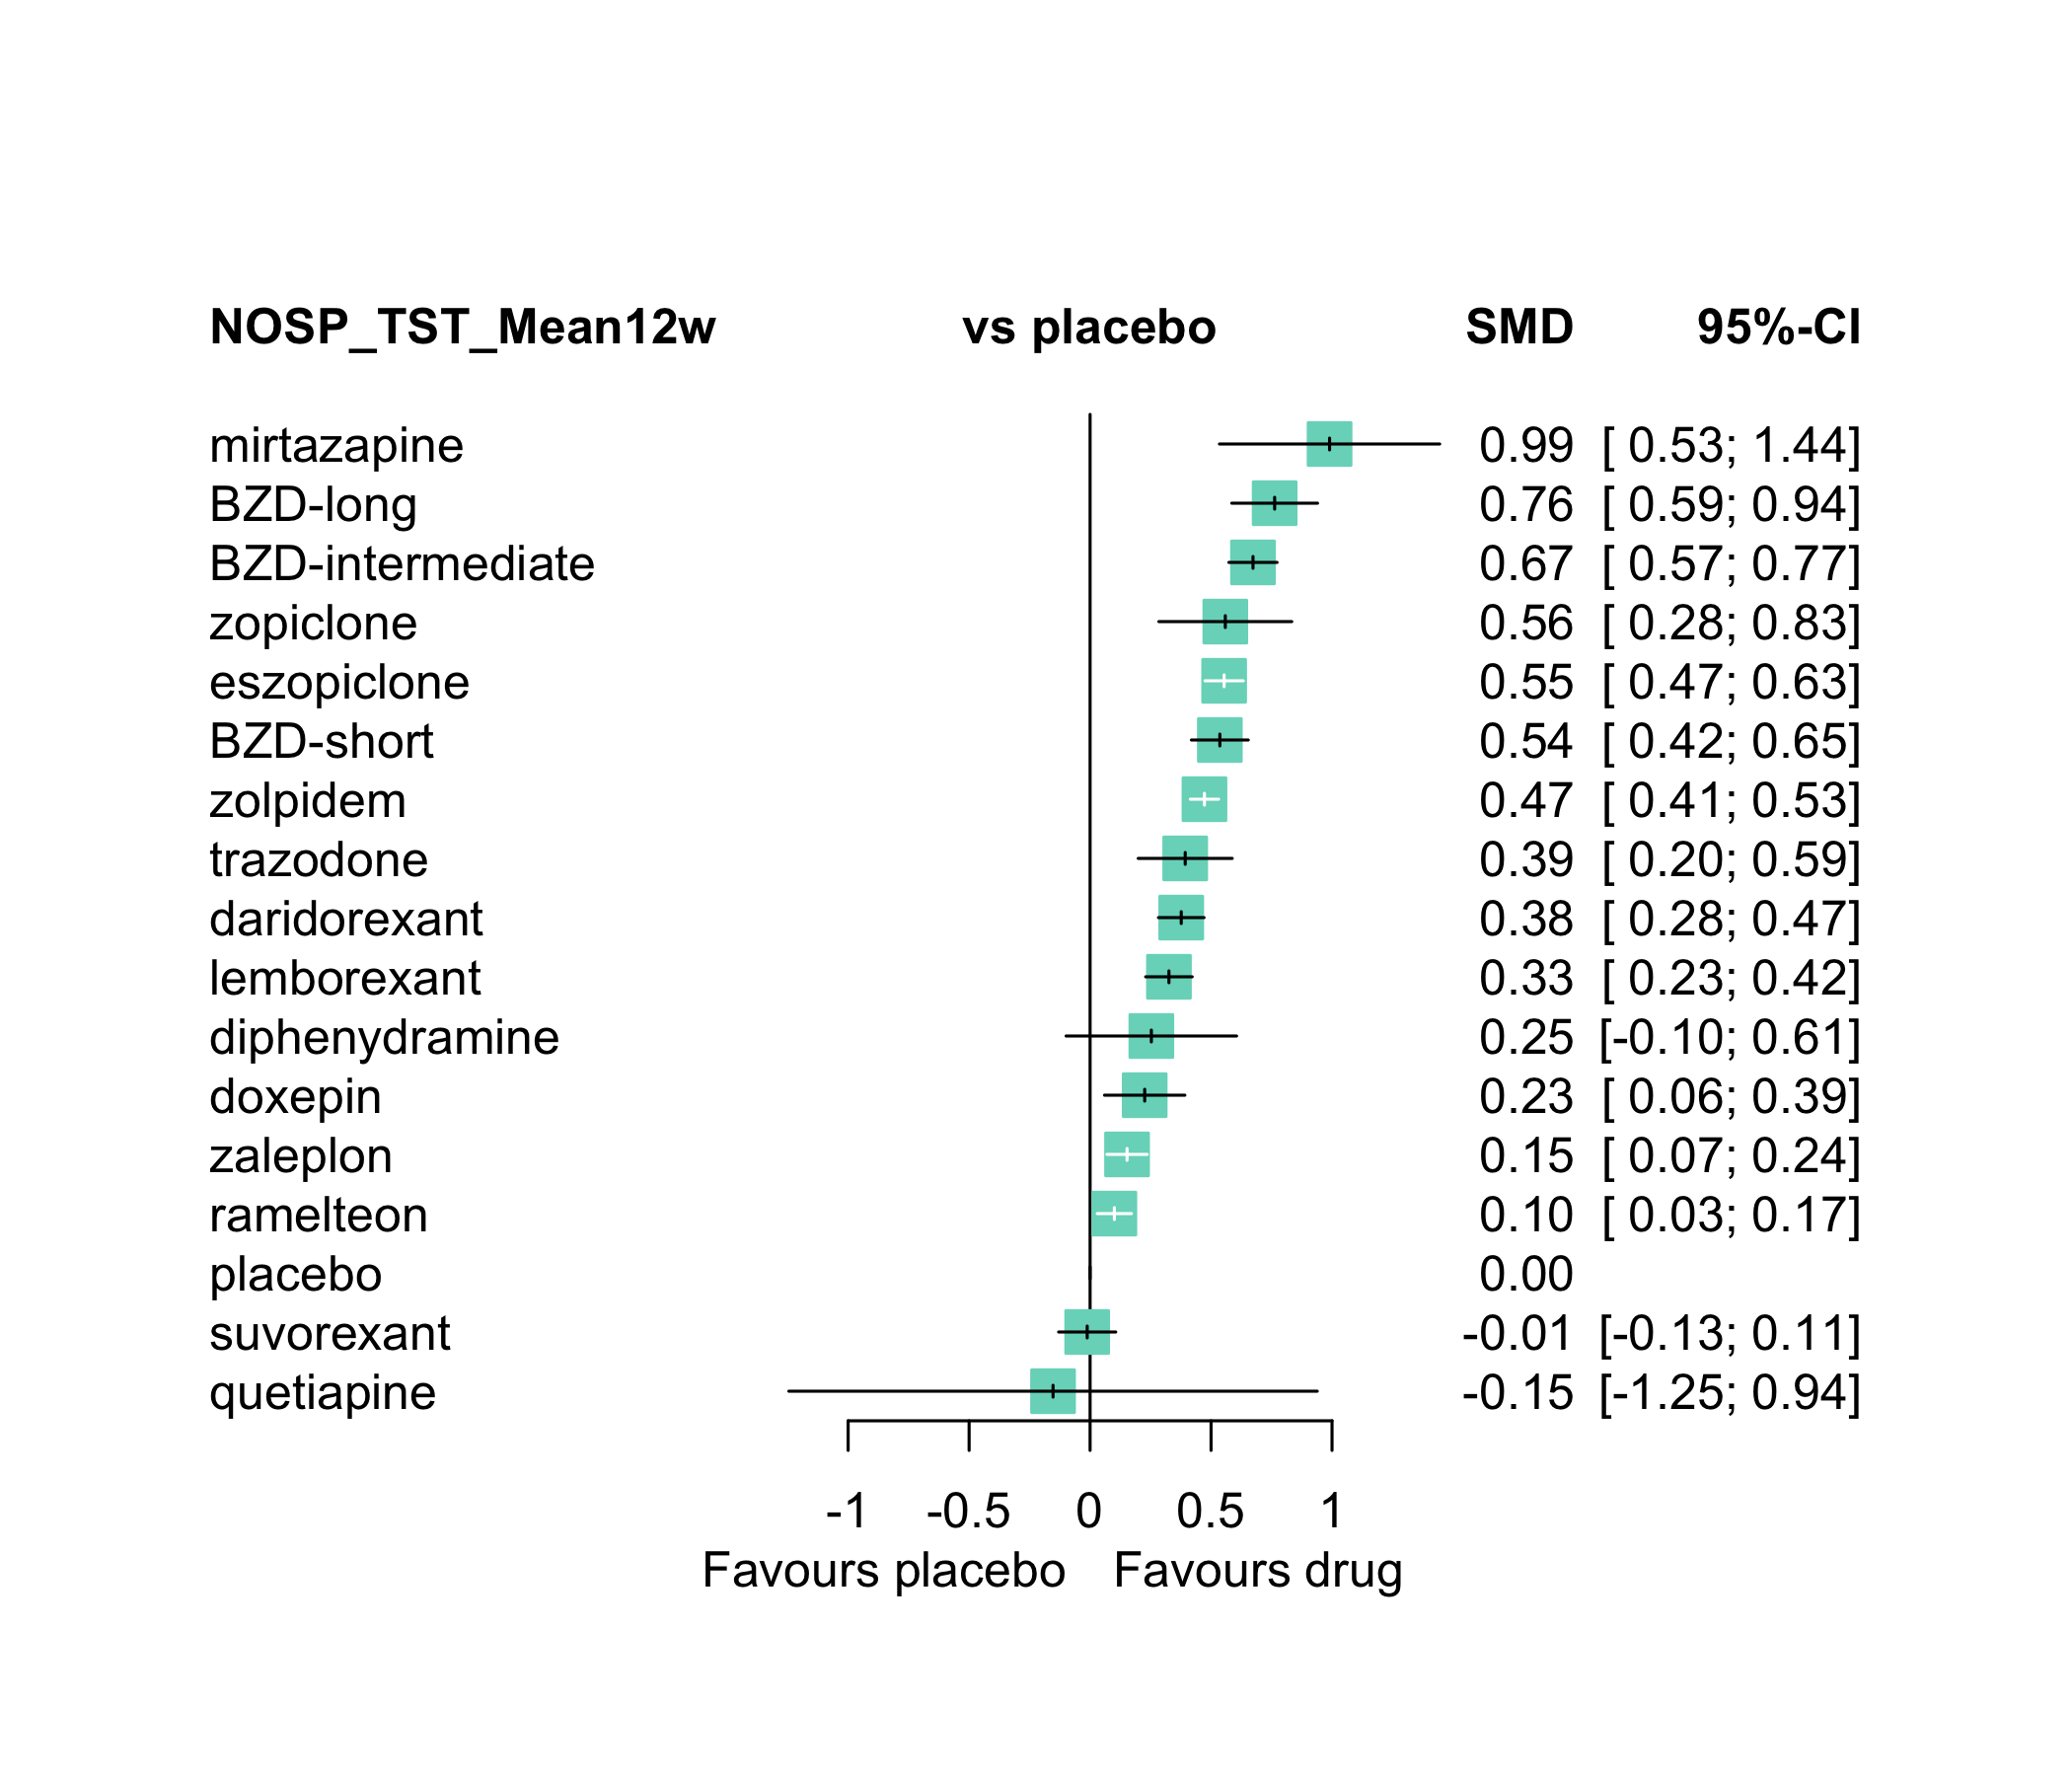 NOSP_TST_Mean12w vs placebo SMD 95%-CI
mirtazapine 0.99 [ 0.53; 1.44]
BZD-long 0.76 [ 0.59; 0.94]
BZD-intermediate 0.67 [ 0.57; 0.77]
zopiclone 0.56 [ 0.28; 0.83]
eszopiclone 0.55 [ 0.47; 0.63]
BZD-short 0.54 [ 0.42; 0.65]
zolpidem 0.47 [ 0.41; 0.53]
trazodone 0.39 [ 0.20; 0.59]
daridorexant 0.38 [ 0.28; 0.47]
lemborexant 0.33 [ 0.23; 0.42]
diphenydramine 0.25 [-0.10; 0.61]
doxepin 0.23 [ 0.06; 0.39]
zaleplon 0.15 [ 0.07; 0.24]
ramelteon 0.10 [ 0.03; 0.17]
placebo 0.00
suvorexant -0.01 [-0.13; 0.11]
quetiapine -0.15 [-1.25; 0.94]
-1 -0.5 0 0.5 1
Favours placebo Favours drug